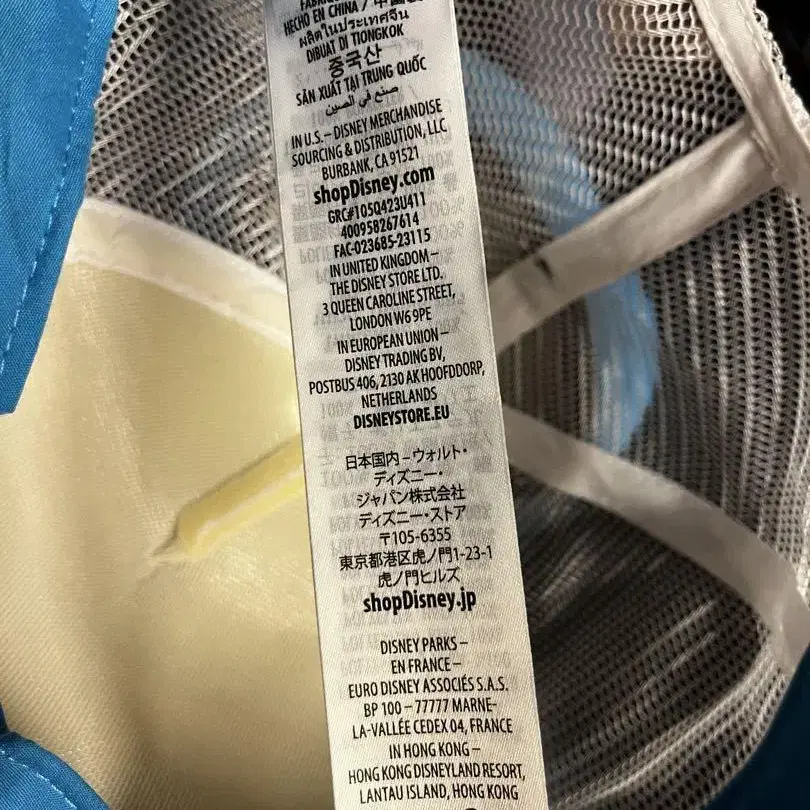 HECHO EN CHINA / 中国
ผลิตในประเทศจีน
DIBUAT DI TIONGKOK
중국산
SẢN XUẤT TẠI TRUNG QUỐC
صنع في الصين
IN U.S.– DISNEY MERCHANDISE
SOURCING & DISTRIBUTION, LLC
BURBANK, CA 91521
shopDisney.com
GRC#105Q423U411
400958267614
FAC-023685-23115
IN UNITED KINGDOM –
THE DISNEY STORE LTD.
3 QUEEN CAROLINE STREET,
LONDON W6 9PE
IN EUROPEAN UNION –
DISNEY TRADING BV,
POSTBUS 406, 2130 AK HOOFDDORP,
NETHERLANDS
DISNEYSTORE.EU
日本国内 – ウォルト・
ディズニー・
ジャパン株式会社
ディズニー・ストア
〒105-6355
東京都港区虎ノ門1-23-1
虎ノ門ヒルズ
shopDisney.jp
DISNEY PARKS –
EN FRANCE –
EURO DISNEY ASSOCIÉS S.A.S.
BP 100 – 77777 MARNE-
LA-VALLÉE CEDEX 04, FRANCE
IN HONG KONG –
HONG KONG DISNEYLAND RESORT,
LANTAU ISLAND, HONG KONG